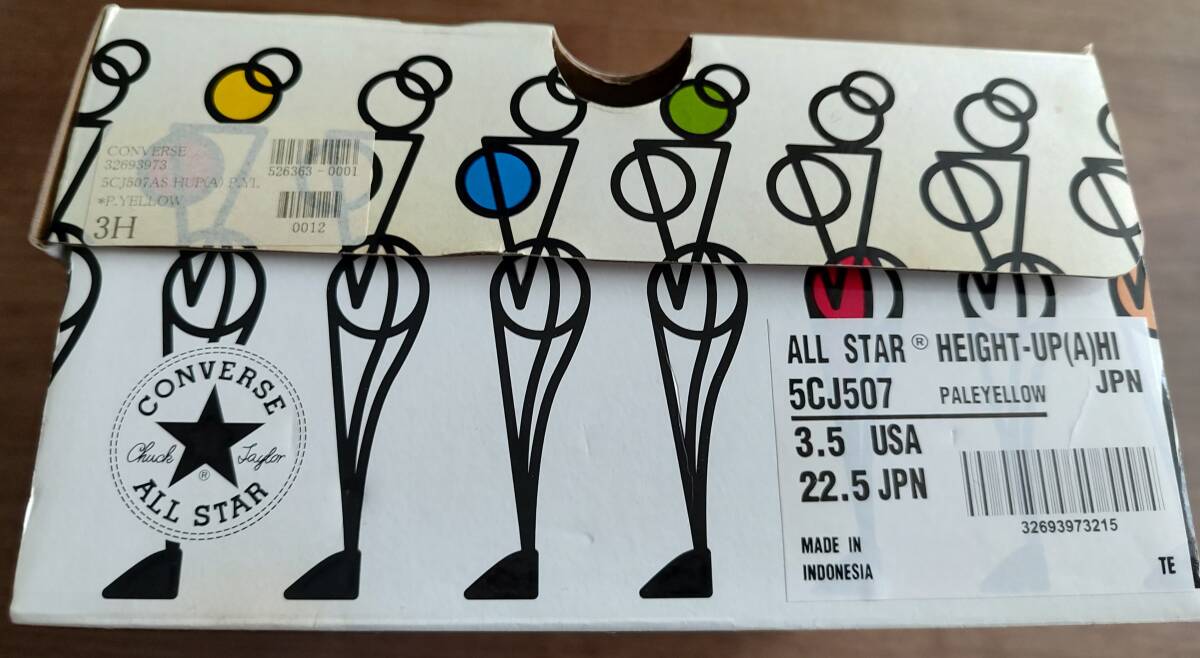 CONVERSE
32693973
5CJ507AS HUP(A) P.YL
*P.YELLOW
3H
526363-0001
0012
CONVERSE
Chuck Taylor
®
ALL STAR
ALL STAR® HEIGHT-UP(A)HI
5CJ507 PALEYELLOW JPN
3.5 USA
22.5 JPN
32693973215
MADE IN
INDONESIA
TE